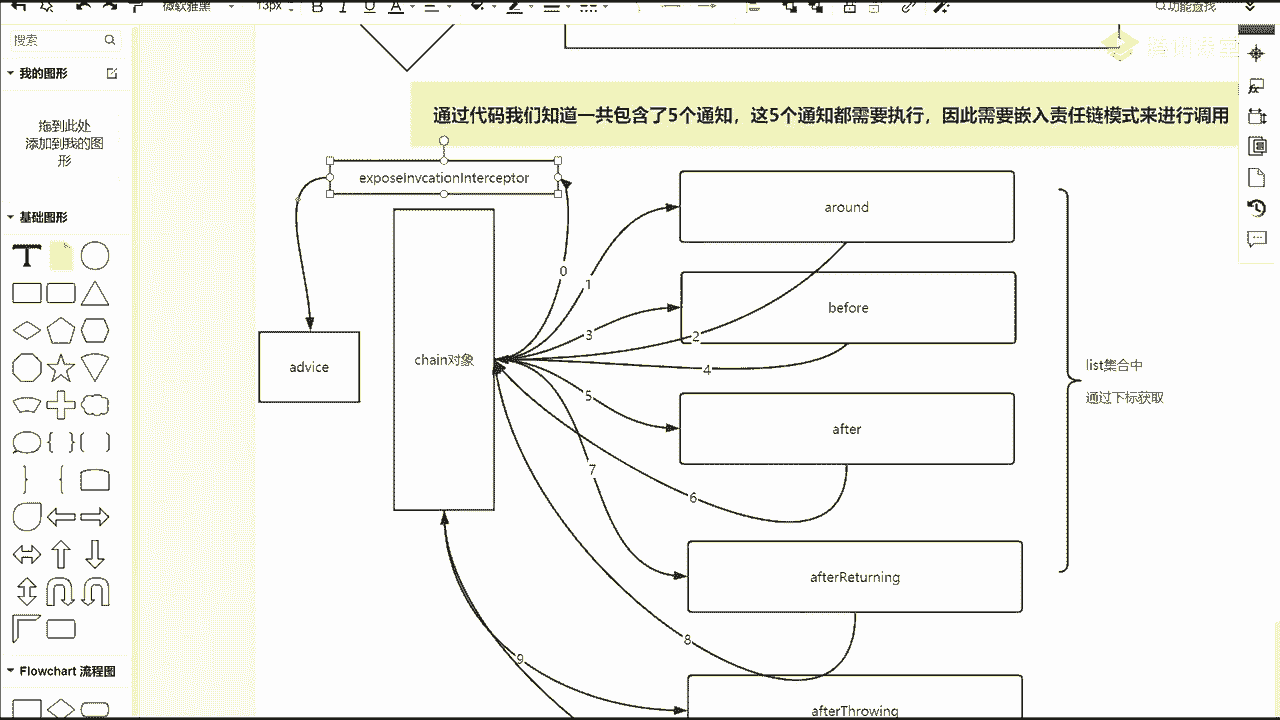 微软雅黑
13px
B
I
U
A
功能查找
搜索
腾讯课堂
我的图形
通过代码我们知道一共包含了5个通知，这5个通知都需要执行，因此需要嵌入责任链模式来进行调用
拖到此处
添加到我的图
形
exposeInvcationInterceptor
around
基础图形
T
0
1
before
3
2
advice
chain对象
4
list集合中
5
通过下标获取
after
7
6
afterReturning
8
9
Flowchart 流程图
afterThrowing